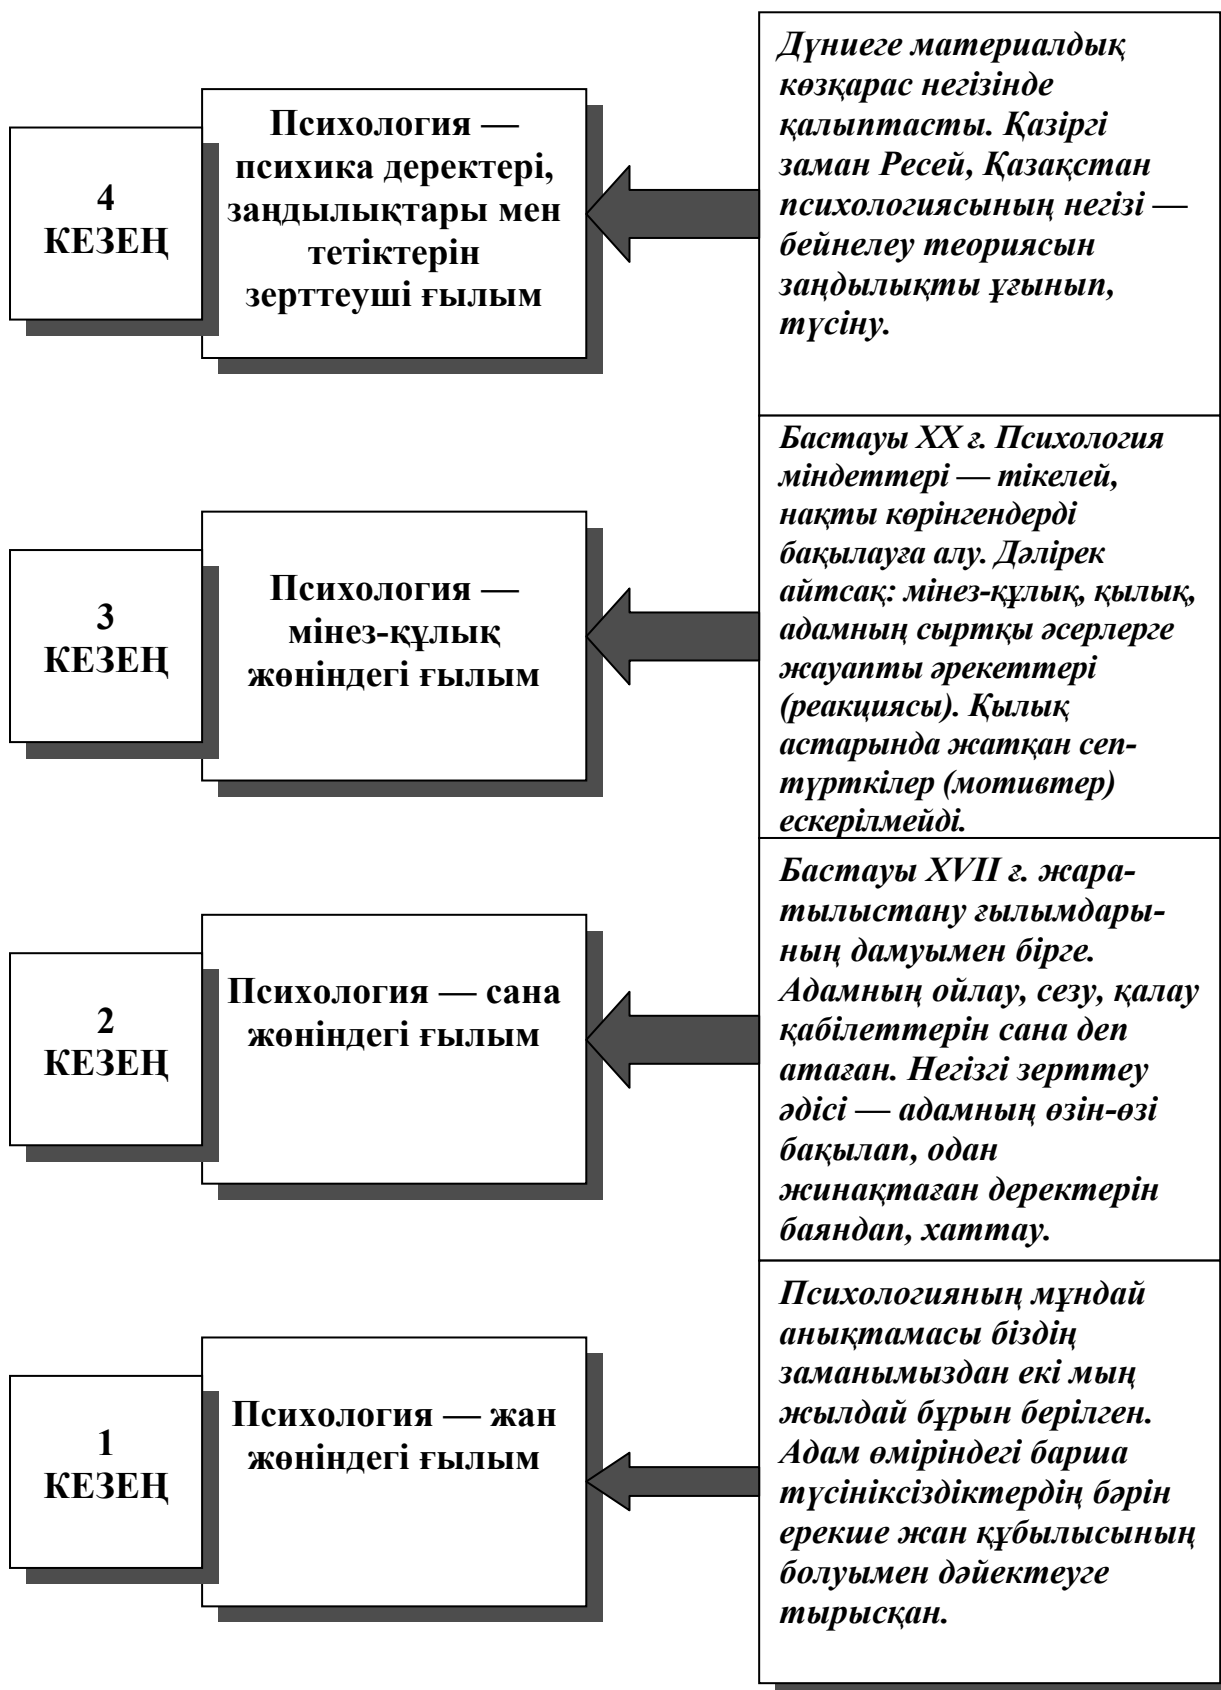 4
КЕЗЕҢ
Психология —
психика деректері,
заңдылықтары мен
тетіктерін
зерттеуші ғылым
Дүниеге материалдық
көзқарас негізінде
қалыптасты. Қазіргі
заман Ресей, Қазақстан
психологиясының негізі —
бейнелеу теориясын
заңдылықты ұғынып,
түсіну.
3
КЕЗЕҢ
Психология —
мінез-құлық
жөніндегі ғылым
Бастауы XX ғ. Психология
міндеттері — тікелей,
нақты көрінгендерді
бақылауға алу. Дәлірек
айтсақ: мінез-құлық, қылық,
адамның сыртқы әсерлерге
жауапты әрекеттері
(реакциясы). Қылық
астарында жатқан сеп-
түрткілер (мотивтер)
ескерілмейді.
2
КЕЗЕҢ
Психология — сана
жөніндегі ғылым
Бастауы XVII ғ. жара-
тылыстану ғылымдары-
ның дамуымен бірге.
Адамның ойлау, сезу, қалау
қабілеттерін сана деп
атаған. Негізгі зерттеу
әдісі — адамның өзін-өзі
бақылап, одан
жинақтаған деректерін
баяндап, хаттау.
1
КЕЗЕҢ
Психология — жан
жөніндегі ғылым
Психологияның мұндай
анықтамасы біздің
заманымыздан екі мың
жылдай бұрын берілген.
Адам өміріндегі барша
түсініксіздіктердің бәрін
ерекше жан құбылысының
болуымен дәйектеуге
тырысқан.